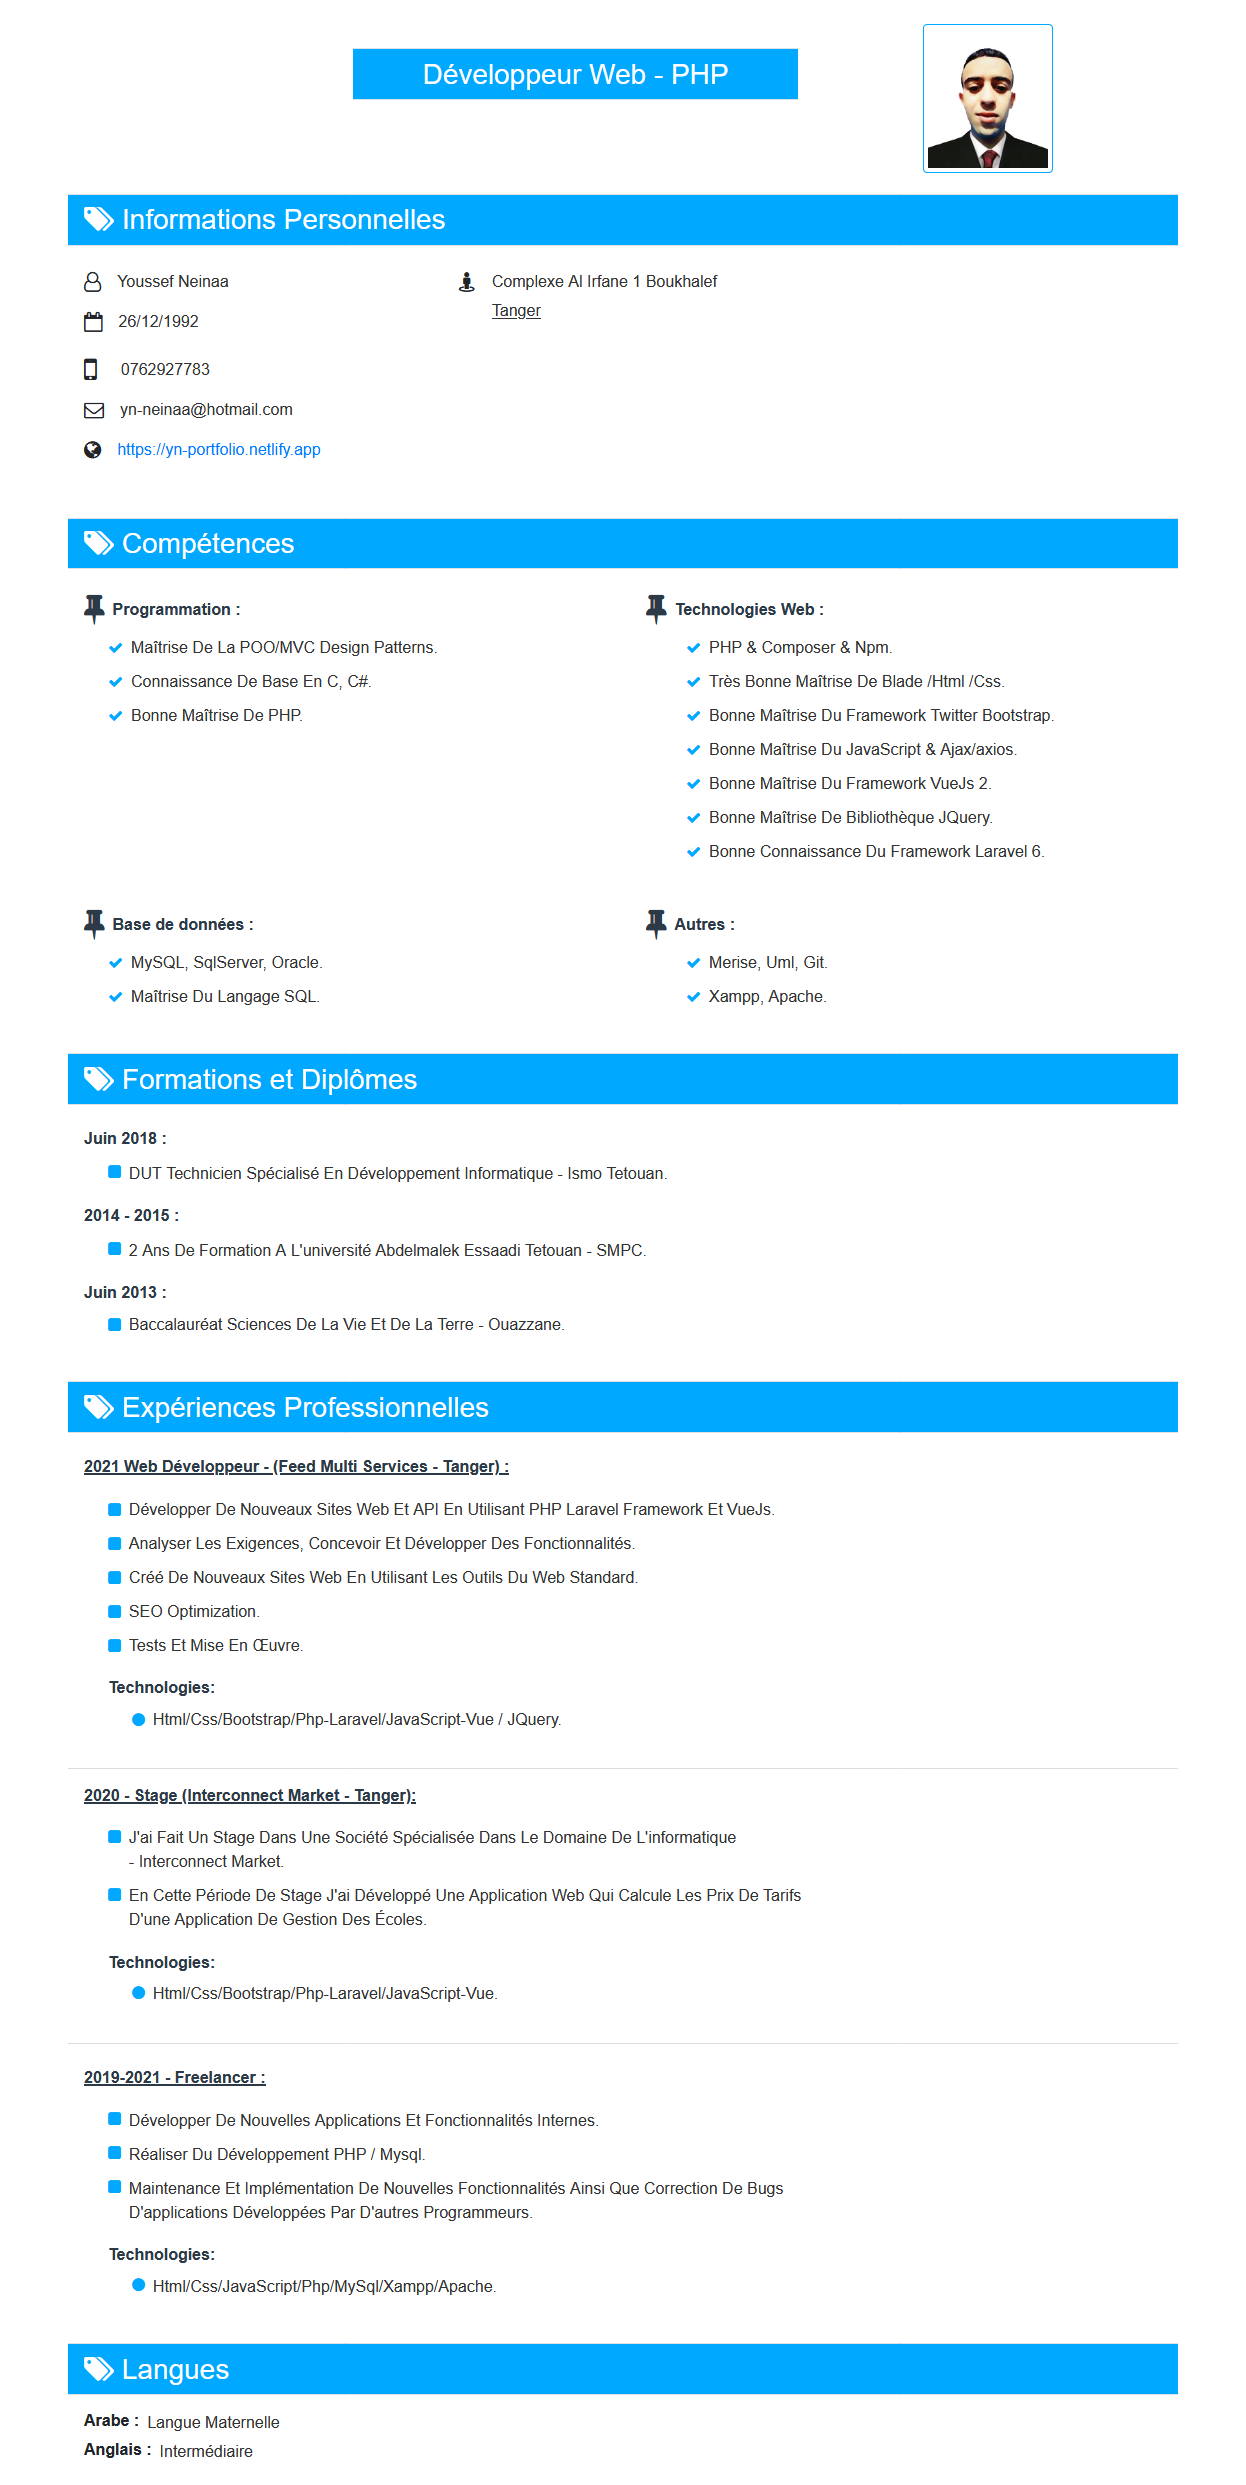 Développeur Web - PHP
Informations Personnelles
Youssef Neinaa
Complexe Al Irfane 1 Boukhalef
Tanger
26/12/1992
0762927783
yn-neinaa@hotmail.com
https://yn-portfolio.netlify.app
Compétences
Programmation :
Maîtrise De La POO/MVC Design Patterns.
Connaissance De Base En C, C#.
Bonne Maîtrise De PHP.
Technologies Web :
PHP & Composer & Npm.
Très Bonne Maîtrise De Blade /Html /Css.
Bonne Maîtrise Du Framework Twitter Bootstrap.
Bonne Maîtrise Du JavaScript & Ajax/axios.
Bonne Maîtrise Du Framework VueJs 2.
Bonne Maîtrise De Bibliothèque JQuery.
Bonne Connaissance Du Framework Laravel 6.
Base de données :
MySQL, SqlServer, Oracle.
Maîtrise Du Langage SQL.
Autres :
Merise, Uml, Git.
Xampp, Apache.
Formations et Diplômes
Juin 2018 :
DUT Technicien Spécialisé En Développement Informatique - Ismo Tetouan.
2014 - 2015 :
2 Ans De Formation A L'université Abdelmalek Essaadi Tetouan - SMPC.
Juin 2013 :
Baccalauréat Sciences De La Vie Et De La Terre - Ouazzane.
Expériences Professionnelles
2021 Web Développeur - (Feed Multi Services - Tanger) :
Développer De Nouveaux Sites Web Et API En Utilisant PHP Laravel Framework Et VueJs.
Analyser Les Exigences, Concevoir Et Développer Des Fonctionnalités.
Créé De Nouveaux Sites Web En Utilisant Les Outils Du Web Standard.
SEO Optimization.
Tests Et Mise En Œuvre.
Technologies:
Html/Css/Bootstrap/Php-Laravel/JavaScript-Vue / JQuery.
2020 - Stage (Interconnect Market - Tanger):
J'ai Fait Un Stage Dans Une Société Spécialisée Dans Le Domaine De L'informatique
- Interconnect Market.
En Cette Période De Stage J'ai Développé Une Application Web Qui Calcule Les Prix De Tarifs
D'une Application De Gestion Des Écoles.
Technologies:
Html/Css/Bootstrap/Php-Laravel/JavaScript-Vue.
2019-2021 - Freelancer :
Développer De Nouvelles Applications Et Fonctionnalités Internes.
Réaliser Du Développement PHP / Mysql.
Maintenance Et Implémentation De Nouvelles Fonctionnalités Ainsi Que Correction De Bugs
D'applications Développées Par D'autres Programmeurs.
Technologies:
Html/Css/JavaScript/Php/MySql/Xampp/Apache.
Langues
Arabe : Langue Maternelle
Anglais : Intermédiaire